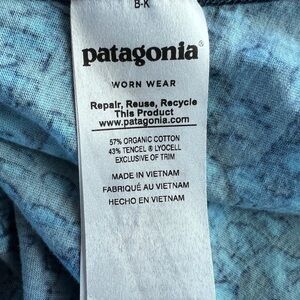 B-K
patagonia®
WORN WEAR
Repair, Reuse, Recycle
This Product
www.patagonia.com
57% ORGANIC COTTON
43% TENCEL ® LYOCELL
EXCLUSIVE OF TRIM
MADE IN VIETNAM
FABRIQUÉ AU VIETNAM
HECHO EN VIETNAM